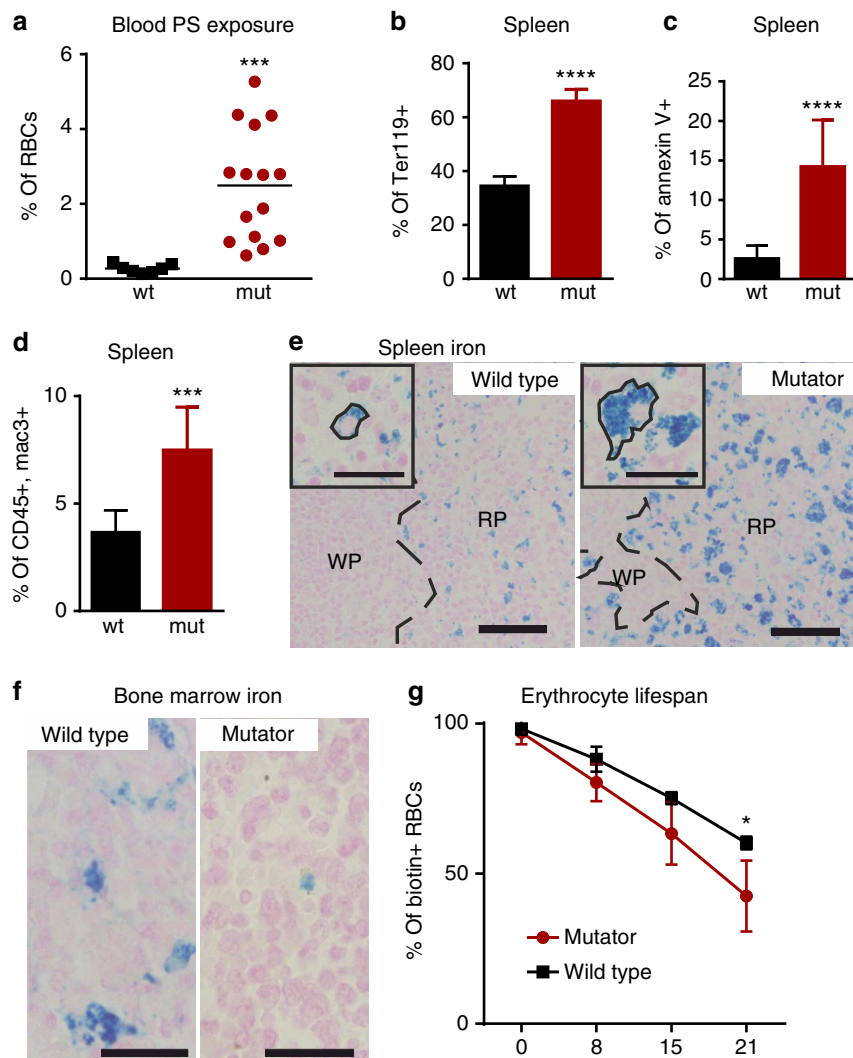 a
Blood PS exposure
% Of RBCs
6
4
2
0
***
wt
mut
b
Spleen
% Of Ter119+
80
60
40
20
0
****
wt
mut
c
Spleen
% Of annexin V+
25
20
15
10
5
0
****
wt
mut
d
Spleen
% Of CD45+, mac3+
10
5
0
***
wt
mut
e
Spleen iron
Wild type
WP
RP
Mutator
WP
RP
f
Bone marrow iron
Wild type
Mutator
g
Erythrocyte lifespan
% Of biotin+ RBCs
100
50
0
*
Mutator
Wild type
0
8
15
21